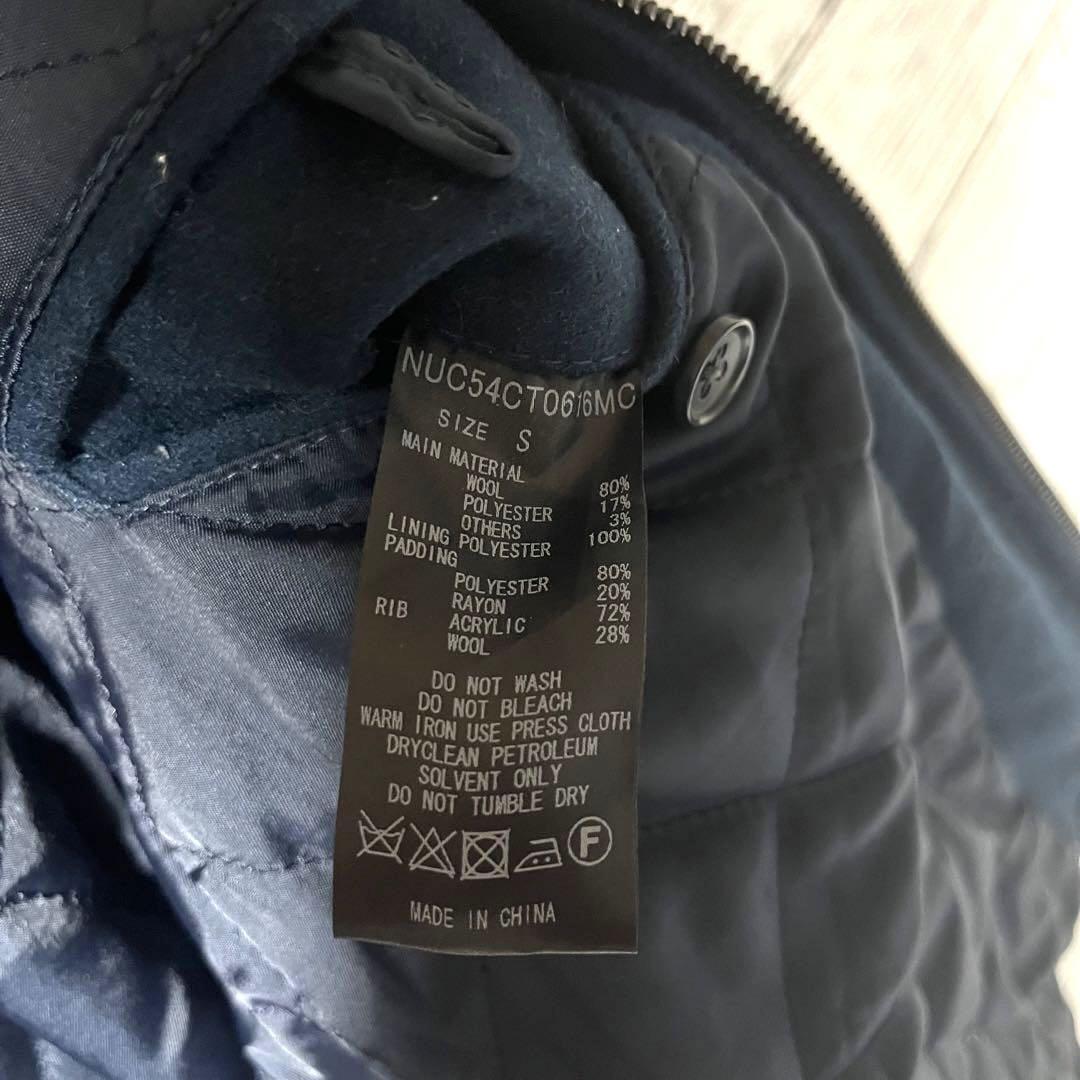 NUC54CT0616MC
SIZE S
MAIN MATERIAL
WOOL 80%
POLYESTER 17%
OTHERS 3%
LINING POLYESTER 100%
PADDING
POLYESTER 80%
RAYON 20%
RIB ACRYLIC 72%
WOOL 28%
DO NOT WASH
DO NOT BLEACH
WARM IRON USE PRESS CLOTH
DRYCLEAN PETROLEUM
SOLVENT ONLY
DO NOT TUMBLE DRY
F
MADE IN CHINA